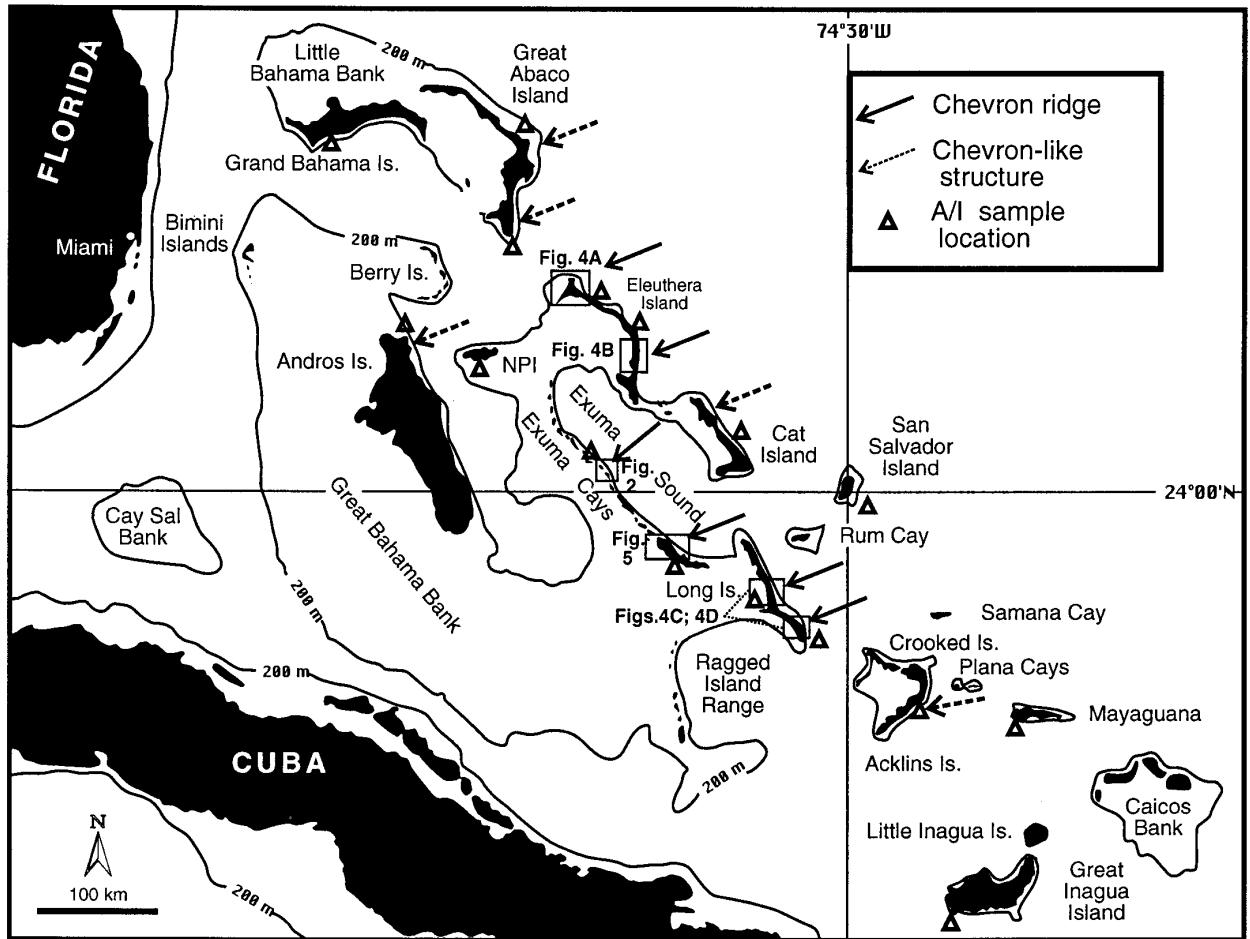 74°30'W
FLORIDA
Miami
Little
Bahama Bank
200 m
Great
Abaco
Island
Grand Bahama Is.
Chevron ridge
Chevron-like
structure
A/I sample
location
Bimini
Islands
200 m
Berry Is.
Fig. 4A
Eleuthera
Island
Andros Is.
NPI
Fig. 4B
Exuma
Sound
Exuma
Cays
Fig.
2
Cat
Island
San
Salvador
Island
24°00'N
Cay Sal
Bank
Great Bahama Bank
Rum Cay
Fig.
5
Long Is.
Figs.4C; 4D
200 m
Samana Cay
Crooked Is.
Plana Cays
Ragged
Island
Range
Mayaguana
200 m
Acklins Is.
200 m
CUBA
Caicos
Bank
Little Inagua Is.
Great
Inagua
Island
N
100 km
200 m